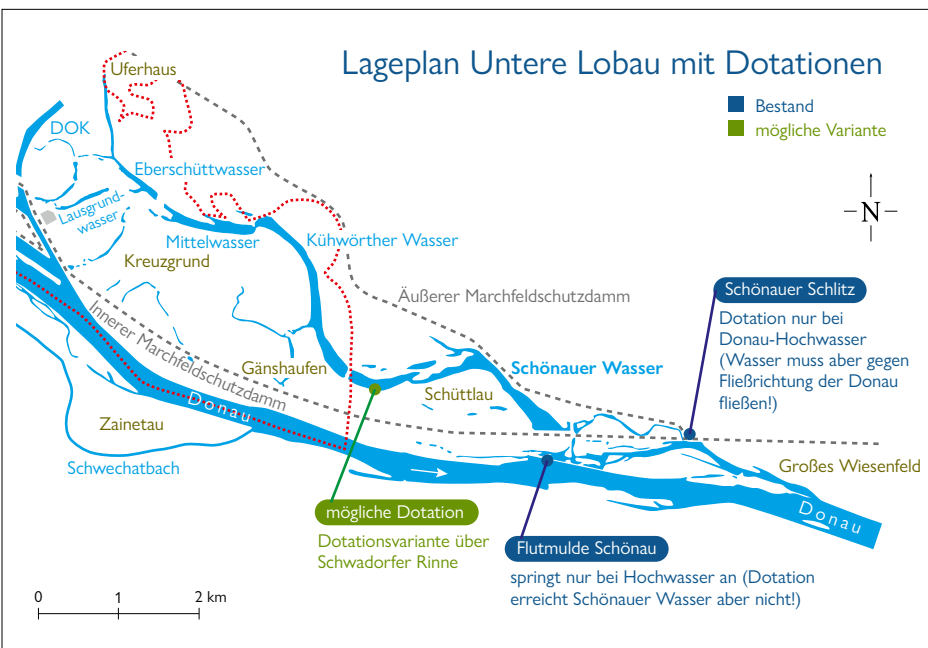 Lageplan Untere Lobau mit Dotationen
Bestand
mögliche Variante
Uferhaus
DOK
Eberschüttwasser
Lausgrund-
wasser
Mittelwasser
Kühwörther Wasser
Kreuzgrund
N
Äußerer Marchfeldschutzdamm
Innerer Marchfeldschutzdamm
Schönauer Schlitz
Dotation nur bei
Donau-Hochwasser
(Wasser muss aber gegen
Fließrichtung der Donau
fließen!)
Gänshaufen
Schönauer Wasser
Schüttlau
Donau
Zainetau
Schwechatbach
Großes Wiesenfeld
Donau
mögliche Dotation
Dotationsvariante über
Schwadorfer Rinne
Flutmulde Schönau
springt nur bei Hochwasser an (Dotation
erreicht Schönauer Wasser aber nicht!)
0 1 2 km